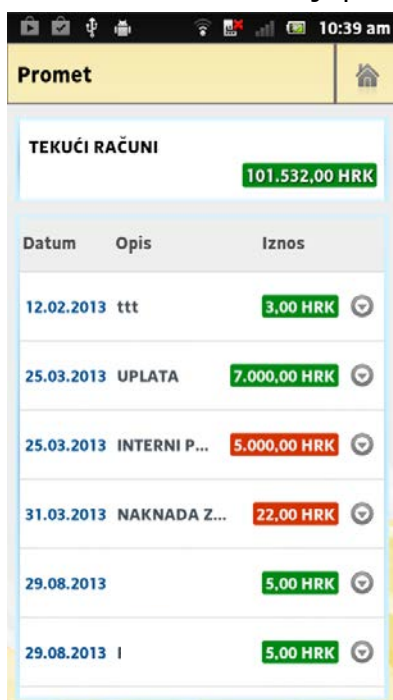 10:39 am
Promet
TEKUĆI RAČUNI
101.532,00 HRK
Datum Opis Iznos
12.02.2013 ttt 3,00 HRK
25.03.2013 UPLATA 7.000,00 HRK
25.03.2013 INTERNI P... 5.000,00 HRK
31.03.2013 NAKNADA Z... 22,00 HRK
29.08.2013 5,00 HRK
29.08.2013 I 5,00 HRK